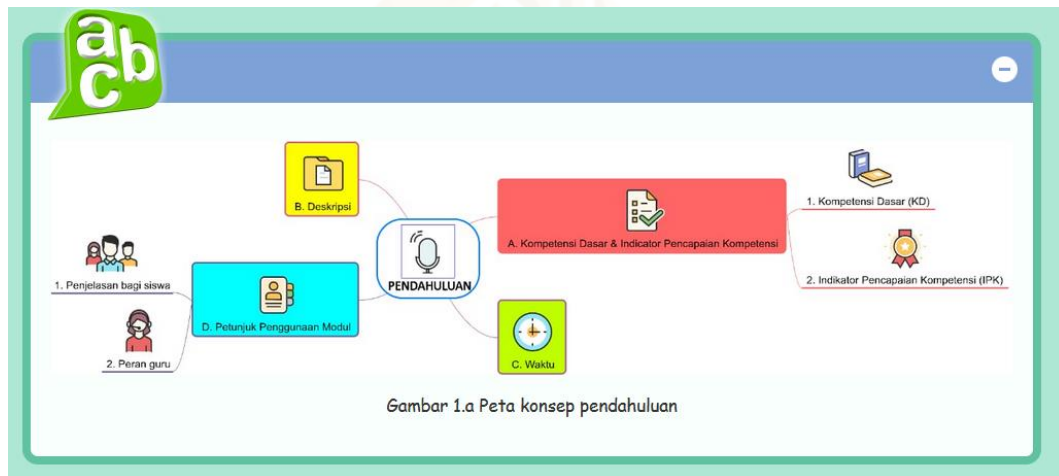 abc
B. Deskripsi
1. Kompetensi Dasar (KD)
A. Kompetensi Dasar & Indicator Pencapaian Kompetensi
2. Indikator Pencapaian Kompetensi (IPK)
PENDAHULUAN
1. Penjelasan bagi siswa
D. Petunjuk Penggunaan Modul
2. Peran guru
C. Waktu
Gambar 1.a Peta konsep pendahuluan